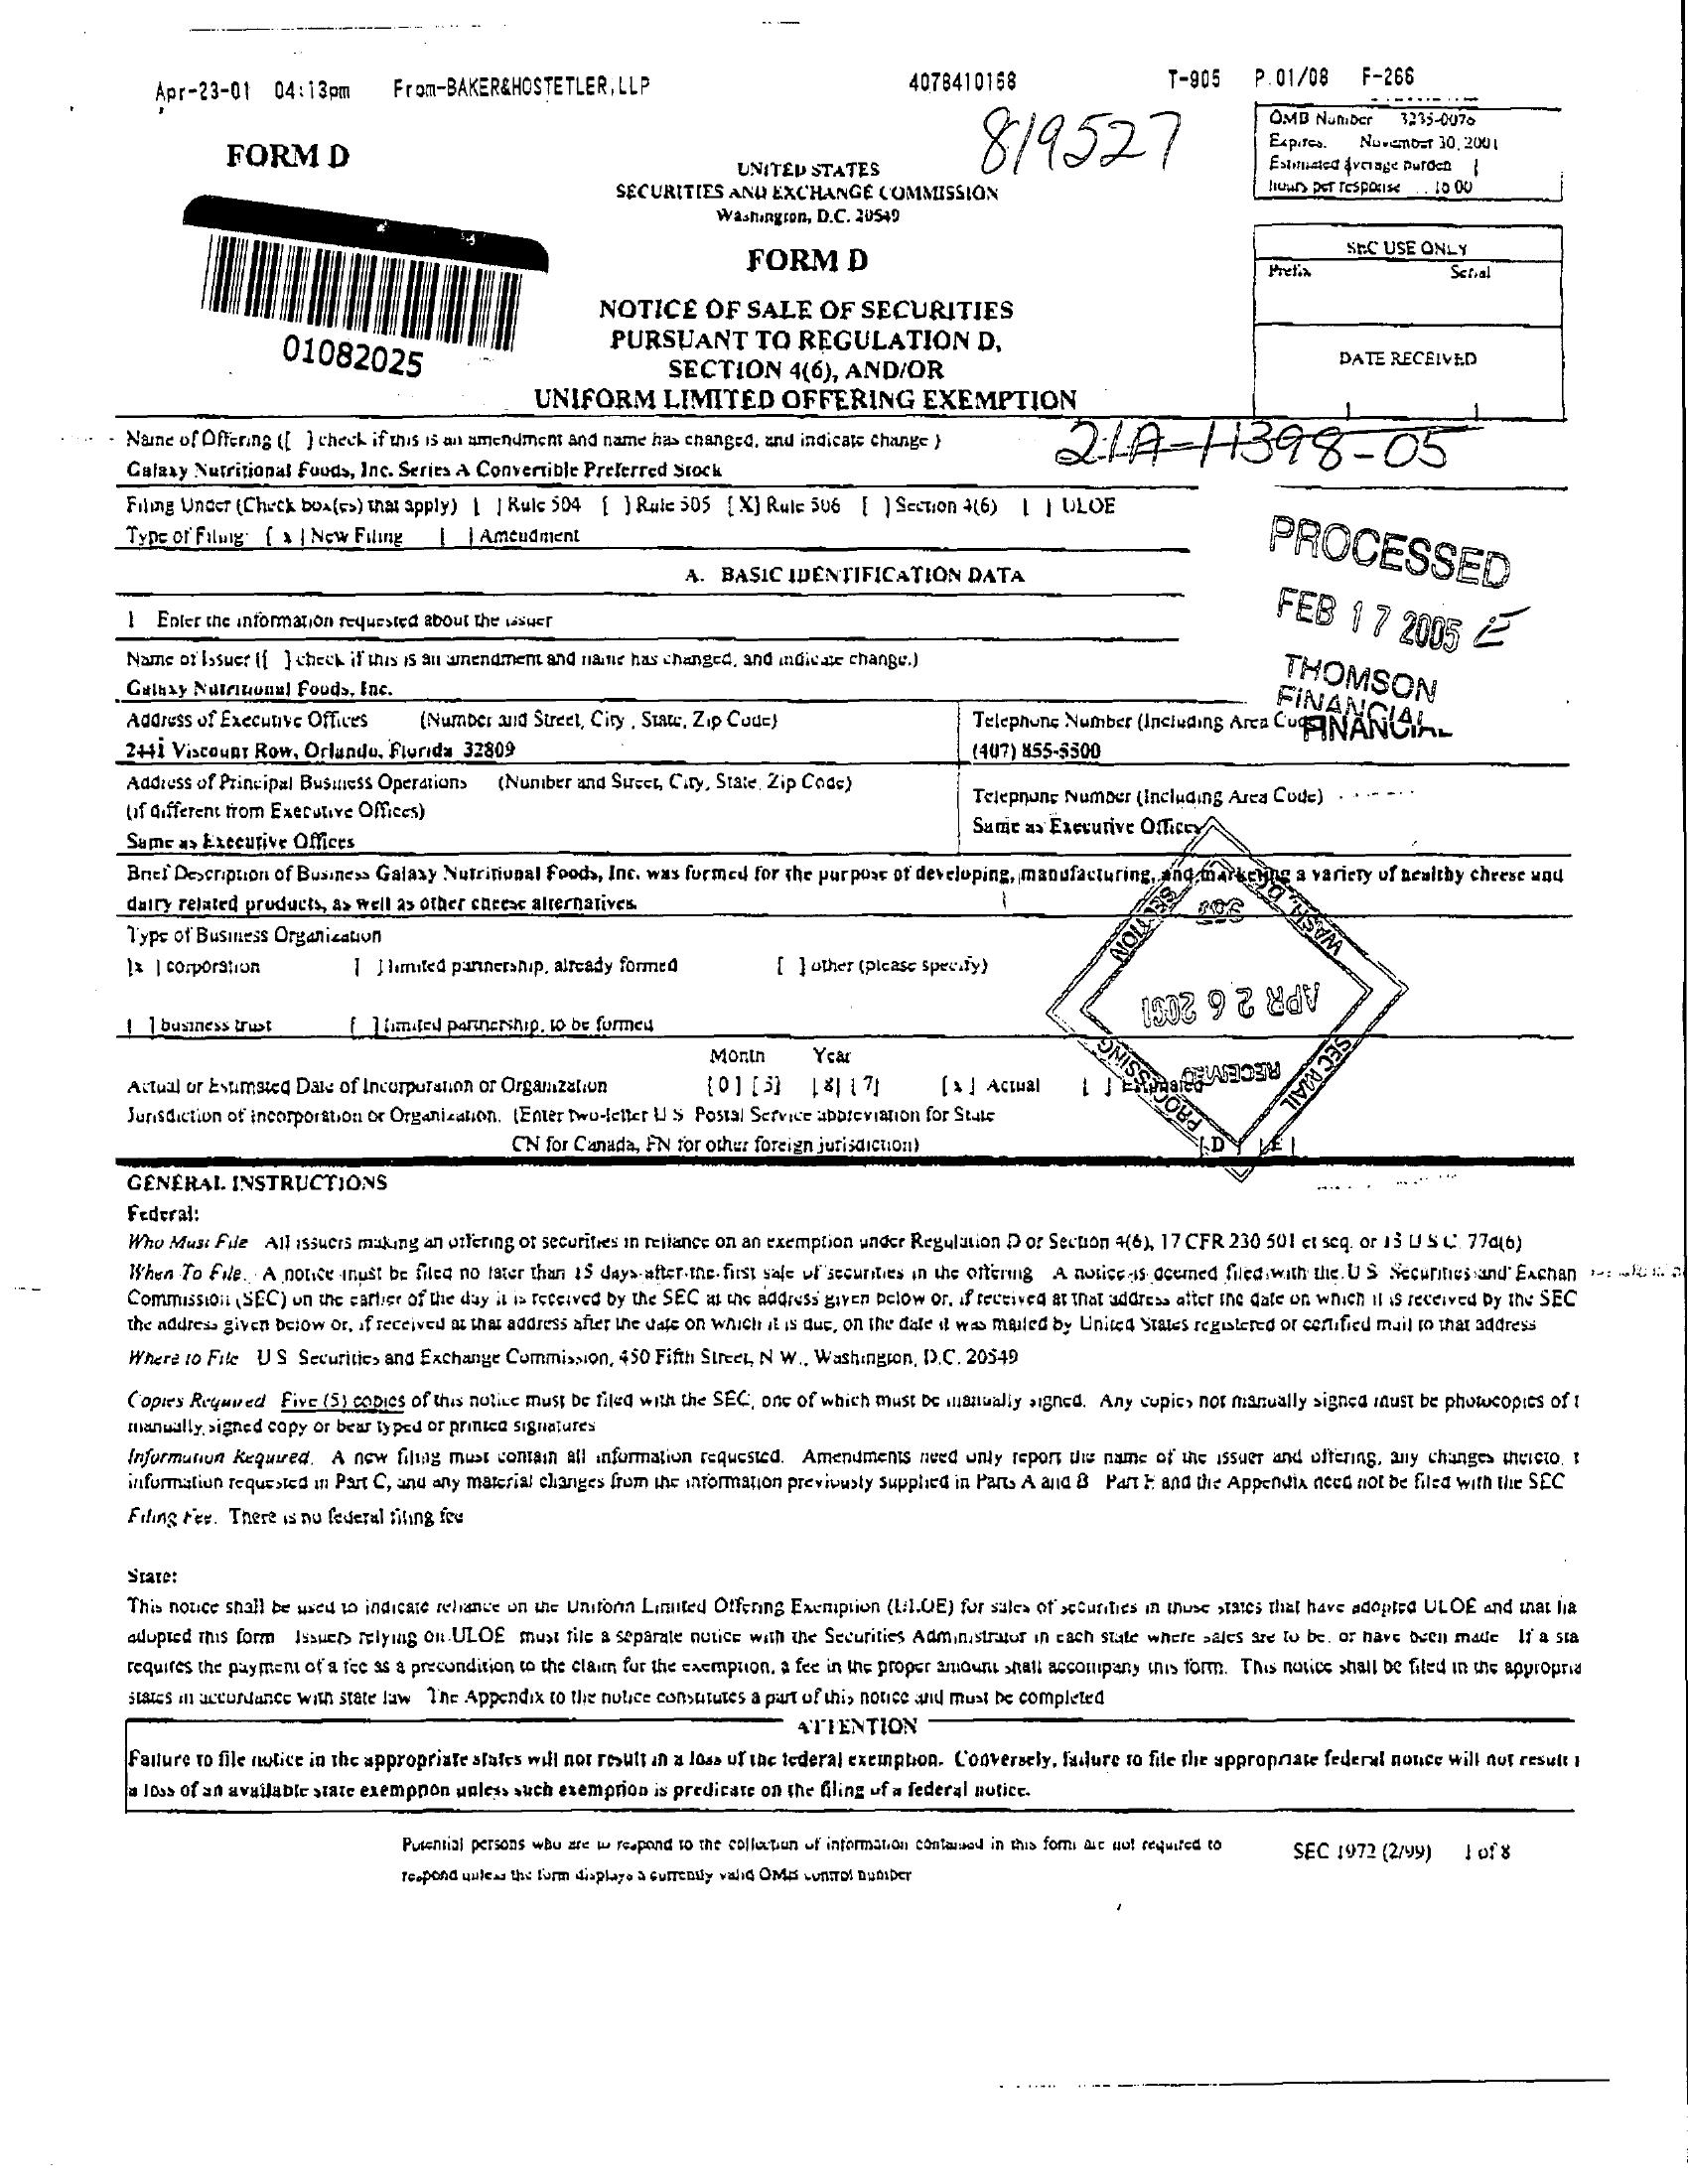 Apr-23-01 04:13pm From-BAKER&HOSTETLER,LLP 4078410168 T-905 P.01/08 F-266
819527
OMB Number 3235-0076
Expires. November 30, 2001
Estimated average burden
hours per response .. 16 00
FORM D
UNITED STATES
SECURITIES AND EXCHANGE COMMISSION
Washington, D.C. 20549
FORM D
NOTICE OF SALE OF SECURITIES
PURSUANT TO REGULATION D,
SECTION 4(6), AND/OR
UNIFORM LIMITED OFFERING EXEMPTION
01082025
SEC USE ONLY
Prefix Serial
DATE RECEIVED
Name of Offering ([ ] check if this is an amendment and name has changed, and indicate change )
21A-11398-05
Galaxy Nutritional Foods, Inc. Series A Convertible Preferred Stock
Filing Under (Check box(es) that apply) [ ] Rule 504 [ ] Rule 505 [X] Rule 506 [ ] Section 4(6) [ ] ULOE
Type of Filing: [ x ] New Filing [ ] Amendment
PROCESSED
FEB 17 2005 E
THOMSON
FINANCIAL
FINANCIAL
A. BASIC IDENTIFICATION DATA
1 Enter the information requested about the issuer
Name of Issuer ([ ] check if this is an amendment and name has changed, and indicate change.)
Galaxy Nutritional Foods, Inc.
Address of Executive Offices (Number and Street, City , State, Zip Code) Telephone Number (Including Area Code)
2441 Viscount Row, Orlando, Florida 32809 (407) 855-5500
Address of Principal Business Operations (Number and Street, City, State, Zip Code) Telephone Number (Including Area Code)
(if different from Executive Offices)
Same as Executive Offices Same as Executive Offices
Brief Description of Business Galaxy Nutritional Foods, Inc. was formed for the purpose of developing, manufacturing, and marketing a variety of healthy cheese and
dairy related products, as well as other cheese alternatives.
Type of Business Organization
[x ] corporation [ ] limited partnership, already formed [ ] other (please specify)
[ ] business trust [ ] limited partnership, to be formed
SEC MAIL
RECEIVED
APR 26 2001
WASH. D.C.
PROCESSING
SECTION
Month Year
Actual or Estimated Date of Incorporation or Organization [0] [5] [8] [7] [x] Actual [ ] Estimated
Jurisdiction of Incorporation or Organization. (Enter two-letter U S Postal Service abbreviation for State
CN for Canada, FN for other foreign jurisdiction) [D] [E]
GENERAL INSTRUCTIONS
Federal:
Who Must File All issuers making an offering of securities in reliance on an exemption under Regulation D or Section 4(6), 17 CFR 230 501 et seq. or 15 U S C 77d(6)
When To File. A notice must be filed no later than 15 days after the first sale of securities in the offering A notice is deemed filed with the U S Securities and Exchan
Commission (SEC) on the earlier of the day it is received by the SEC at the address given below or, if received at that address after the date on which it is received by the SEC
the address given below or, if received at that address after the date on which it is due, on the date it was mailed by United States registered or certified mail to that address
Where to File U S Securities and Exchange Commission, 450 Fifth Street, N W., Washington, D.C. 20549
Copies Required Five (5) copies of this notice must be filed with the SEC, one of which must be manually signed. Any copies not manually signed must be photocopies of t
manually signed copy or bear typed or printed signatures
Information Required. A new filing must contain all information requested. Amendments need only report the name of the issuer and offering, any changes thereto, t
information requested in Part C, and any material changes from the information previously supplied in Parts A and B Part E and the Appendix need not be filed with the SEC
Filing Fee. There is no federal filing fee
State:
This notice shall be used to indicate reliance on the Uniform Limited Offering Exemption (ULOE) for sales of securities in those states that have adopted ULOE and that ha
adopted this form Issuers relying on ULOE must file a separate notice with the Securities Administrator in each state where sales are to be, or have been made If a sta
requires the payment of a fee as a precondition to the claim for the exemption, a fee in the proper amount shall accompany this form. This notice shall be filed in the appropria
states in accordance with state law The Appendix to the notice constitutes a part of this notice and must be completed
ATTENTION
Failure to file notice in the appropriate states will not result in a loss of the federal exemption. Conversely, failure to file the appropriate federal notice will not result i
a loss of an available state exemption unless such exemption is predicate on the filing of a federal notice.
Potential persons who are to respond to the collection of information contained in this form are not required to
respond unless the form displays a currently valid OMB control number
SEC 1972 (2/99) 1 of 8